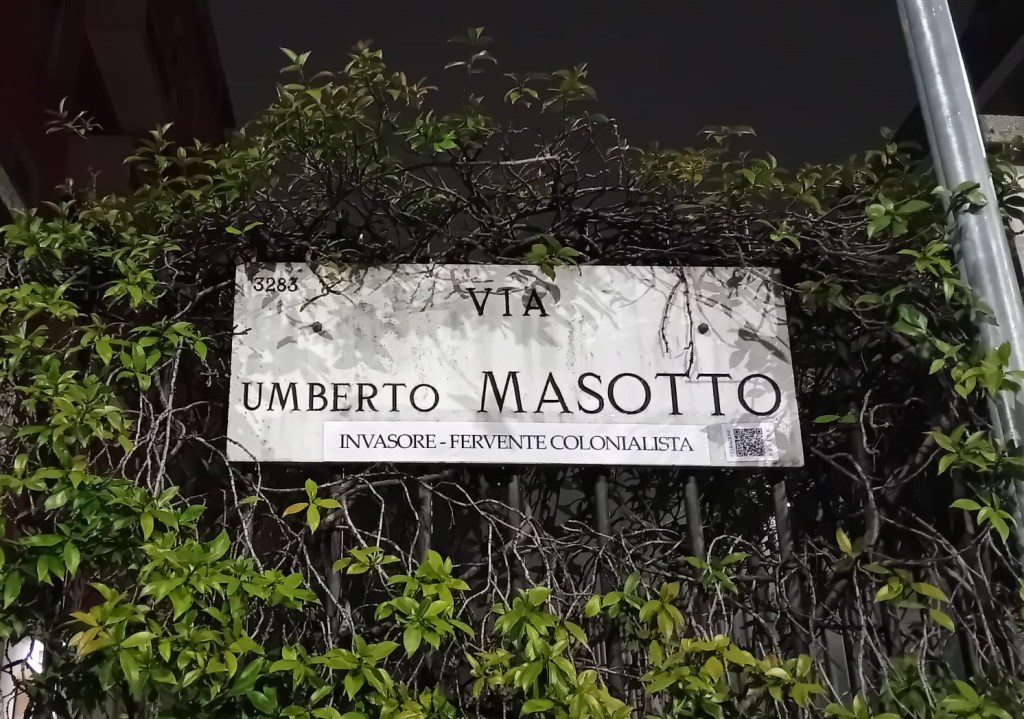 3283
VIA
UMBERTO MASOTTO
INVASORE - FERVENTE COLONIALISTA